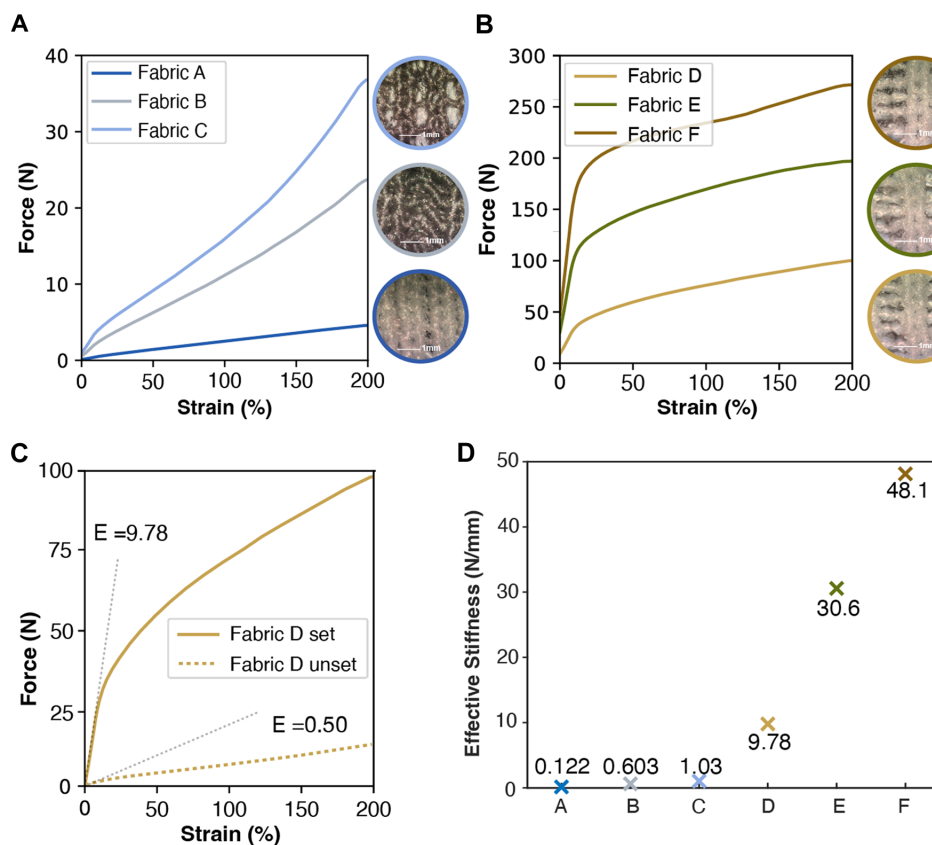 A
B
40
30
20
10
0
Force (N)
Fabric A
Fabric B
Fabric C
0
50
100
150
200
Strain (%)
1mm
1mm
1mm
300
250
200
150
100
50
0
Force (N)
Fabric D
Fabric E
Fabric F
0
50
100
150
200
Strain (%)
1mm
1mm
1mm
C
100
75
50
25
0
Force (N)
E =9.78
Fabric D set
Fabric D unset
E =0.50
0
50
100
150
200
Strain (%)
D
50
40
30
20
10
0
Effective Stiffness (N/mm)
48.1
30.6
9.78
0.122 0.603 1.03
A B C D E F